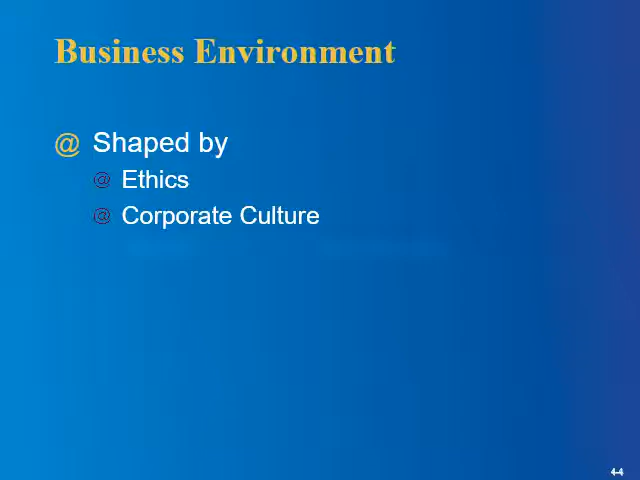 Business Environment
@ Shaped by
@ Ethics
@ Corporate Culture
4-4